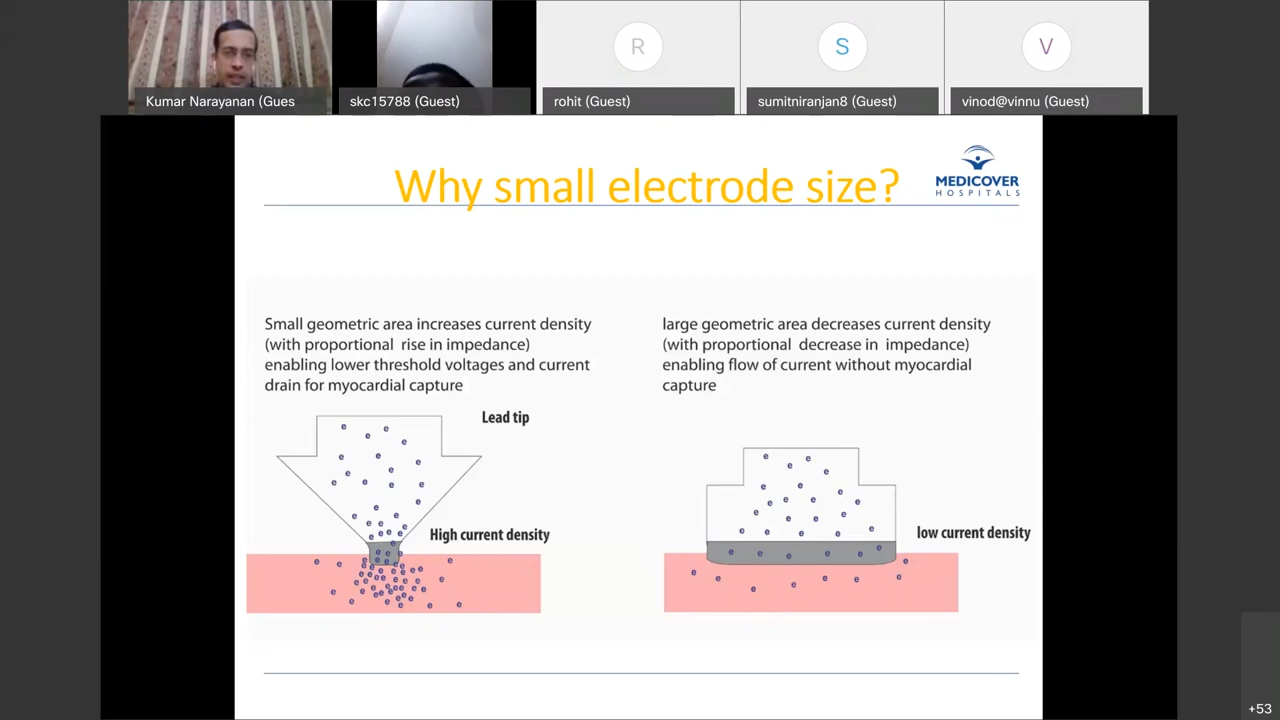 R
S
V
Kumar Narayanan (Gues
skc15788 (Guest)
rohit (Guest)
sumitniranjan8 (Guest)
vinod@vinnu (Guest)
Why small electrode size?
MEDICOVER
HOSPITALS
Small geometric area increases current density
(with proportional rise in impedance)
enabling lower threshold voltages and current
drain for myocardial capture
large geometric area decreases current density
(with proportional decrease in impedance)
enabling flow of current without myocardial
capture
Lead tip
High current density
low current density
+53